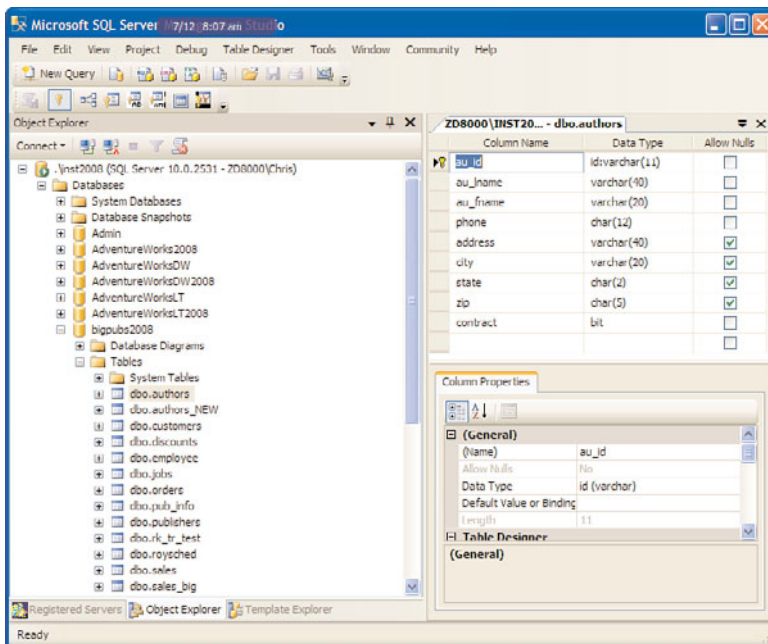 Microsoft SQL Server 7/12 8:07 am Studio
File Edit View Project Debug Table Designer Tools Window Community Help
New Query
Object Explorer
Connect
.\inst2008 (SQL Server 10.0.2531 - ZD8000\Chris)
Databases
System Databases
Database Snapshots
Admin
AdventureWorks2008
AdventureWorksDW
AdventureWorksDW2008
AdventureWorksLT
AdventureWorksLT2008
bigpubs2008
Database Diagrams
Tables
System Tables
dbo.authors
dbo.authors_NEW
dbo.customers
dbo.discounts
dbo.employee
dbo.jobs
dbo.orders
dbo.pub_info
dbo.publishers
dbo.rk_tr_test
dbo.roysched
dbo.sales
dbo.sales_big
Registered Servers Object Explorer Template Explorer
ZD8000\INST20... - dbo.authors
Column Name Data Type Allow Nulls
au_id id:varchar(11)
au_lname varchar(40)
au_fname varchar(20)
phone char(12)
address varchar(40)
city varchar(20)
state char(2)
zip char(5)
contract bit
Column Properties
(General)
(Name) au_id
Allow Nulls No
Data Type id (varchar)
Default Value or Binding
Length 11
Table Designer
(General)
Ready